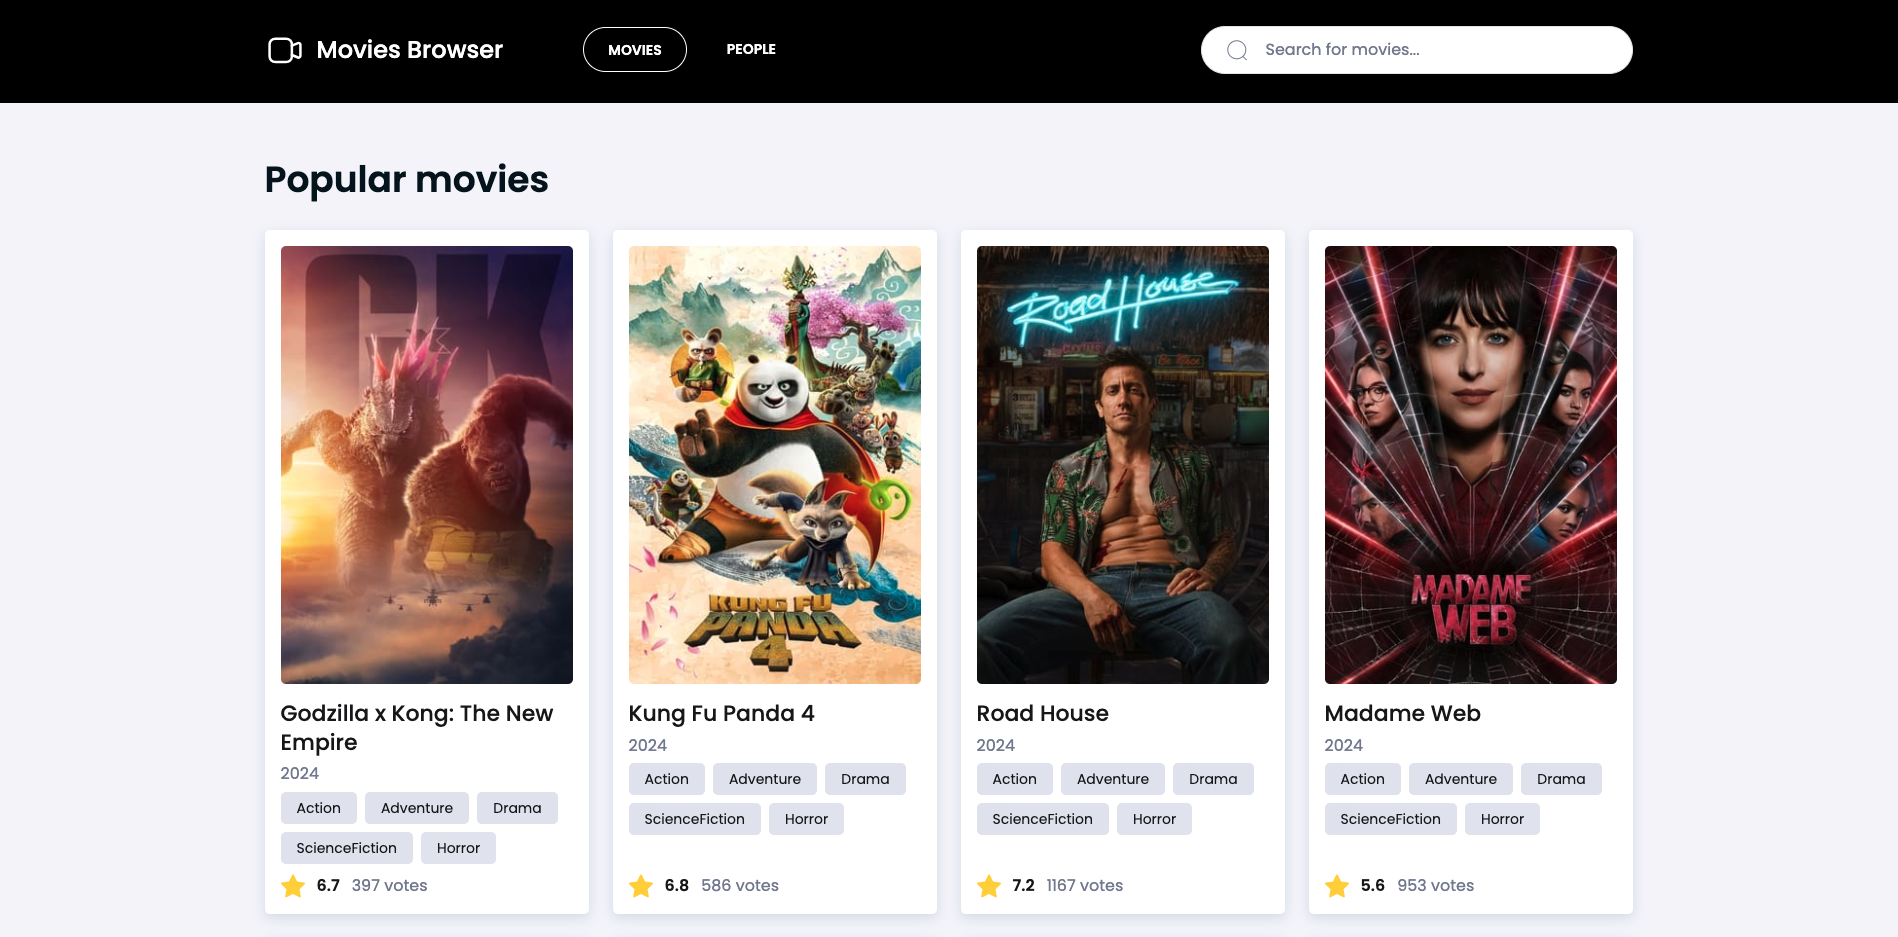 Movies Browser
MOVIES
PEOPLE
Search for movies...
Popular movies
GK
Godzilla x Kong: The New
Empire
2024
Action Adventure Drama
ScienceFiction Horror
6.7 397 votes
KUNG FU
PANDA
4
Kung Fu Panda 4
2024
Action Adventure Drama
ScienceFiction Horror
6.8 586 votes
Road House
Road House
2024
Action Adventure Drama
ScienceFiction Horror
7.2 1167 votes
MADAME
WEB
Madame Web
2024
Action Adventure Drama
ScienceFiction Horror
5.6 953 votes